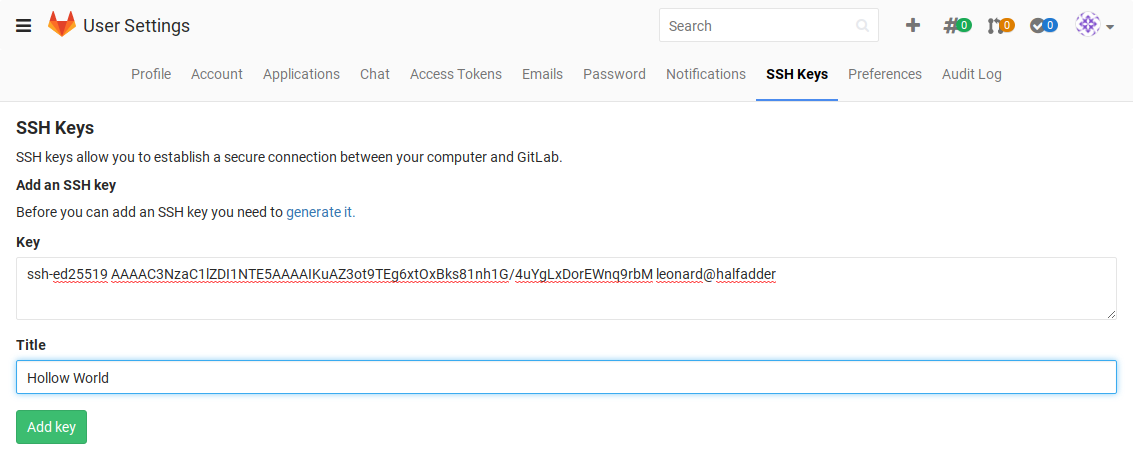 User Settings
Search
0
0
0
Profile Account Applications Chat Access Tokens Emails Password Notifications SSH Keys Preferences Audit Log
SSH Keys
SSH keys allow you to establish a secure connection between your computer and GitLab.
Add an SSH key
Before you can add an SSH key you need to generate it.
Key
ssh-ed25519 AAAAC3NzaC1lZDI1NTE5AAAAIKuAZ3ot9TEg6xtOxBks81nh1G/4uYgLxDorEWnq9rbM leonard@halfadder
Title
Hollow World
Add key